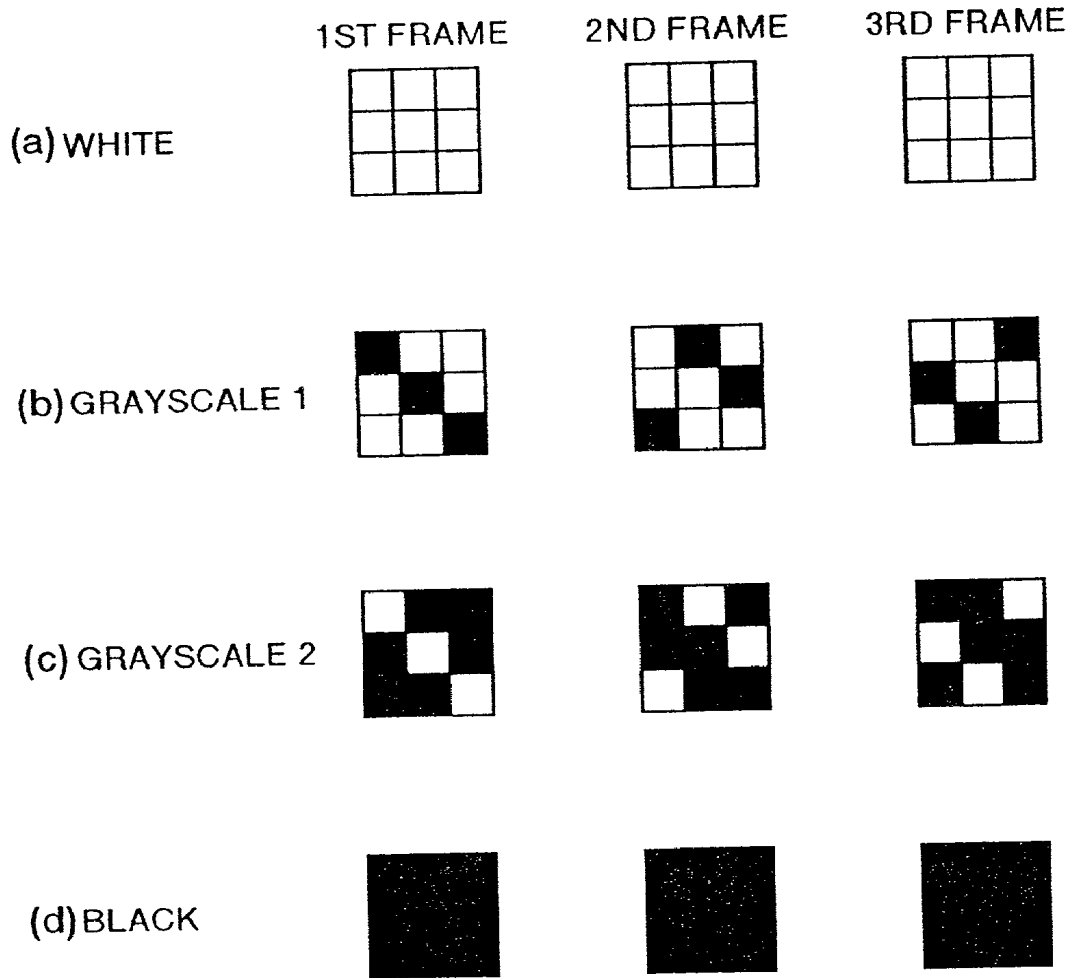 1ST FRAME 2ND FRAME 3RD FRAME
(a) WHITE
(b) GRAYSCALE 1
(c) GRAYSCALE 2
(d) BLACK